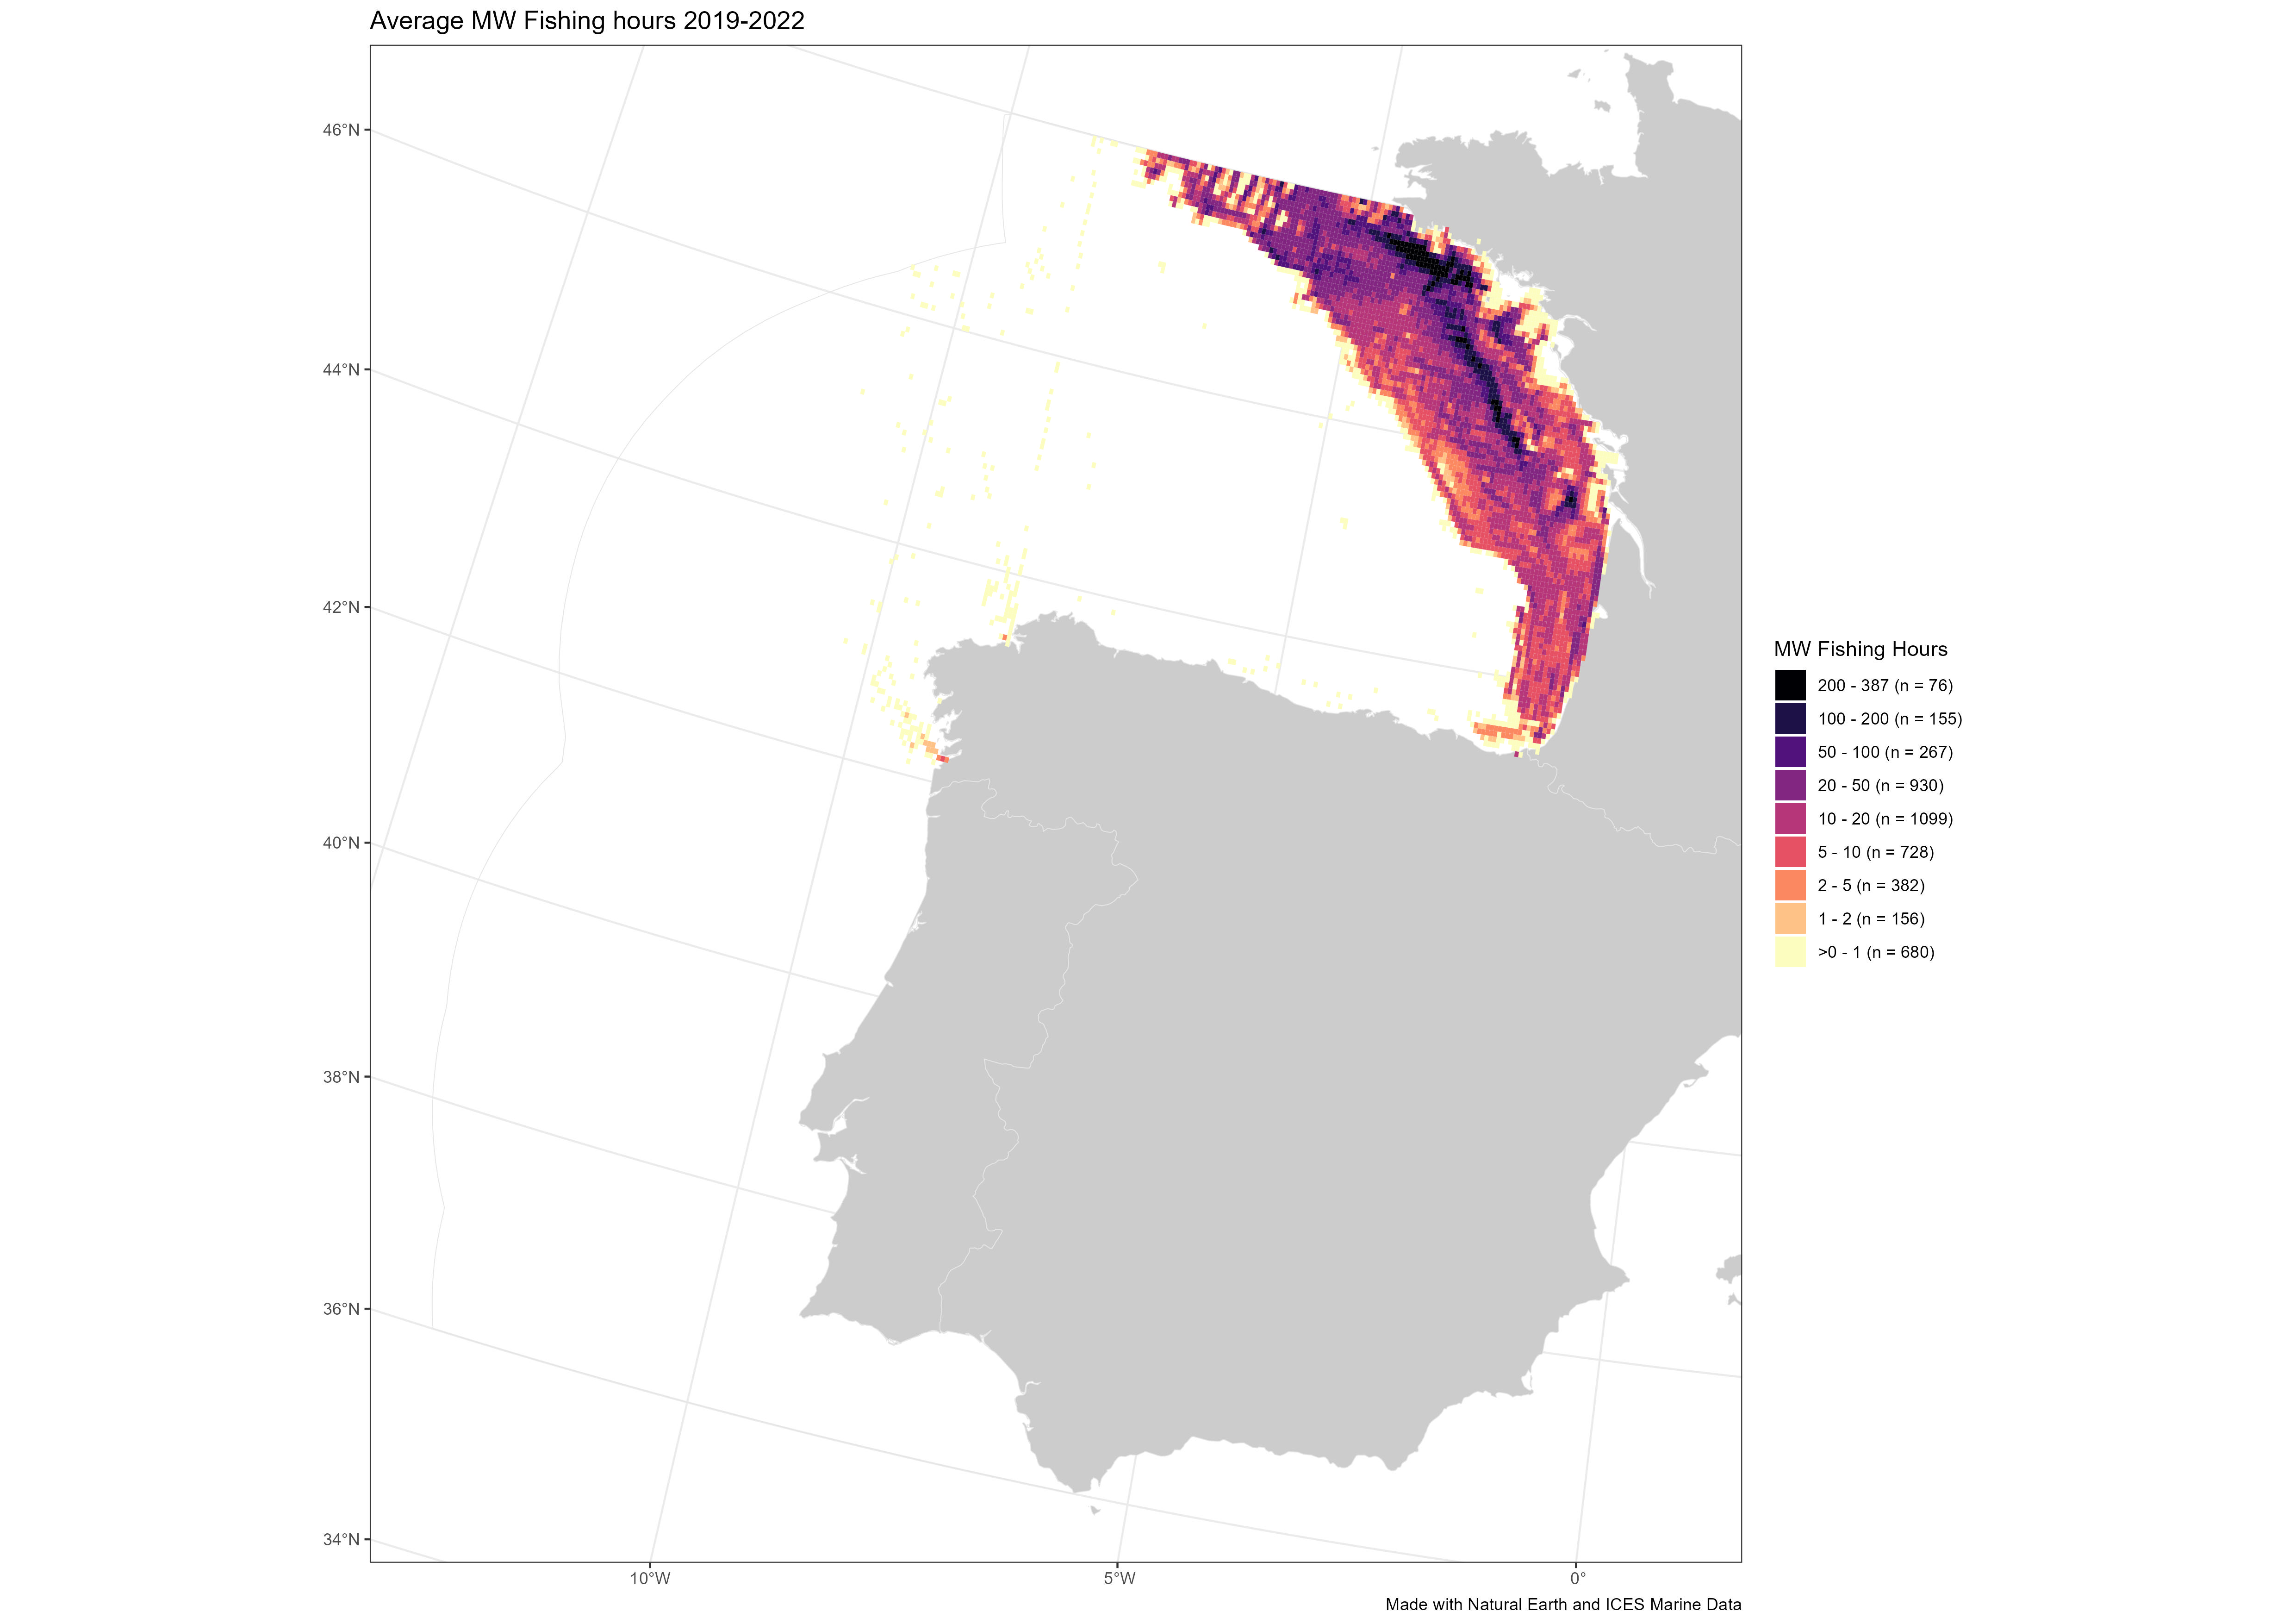 Average MW Fishing hours 2019-2022
46°N
44°N
42°N
40°N
38°N
36°N
34°N
10°W
5°W
0°
MW Fishing Hours
200 - 387 (n = 76)
100 - 200 (n = 155)
50 - 100 (n = 267)
20 - 50 (n = 930)
10 - 20 (n = 1099)
5 - 10 (n = 728)
2 - 5 (n = 382)
1 - 2 (n = 156)
>0 - 1 (n = 680)
Made with Natural Earth and ICES Marine Data